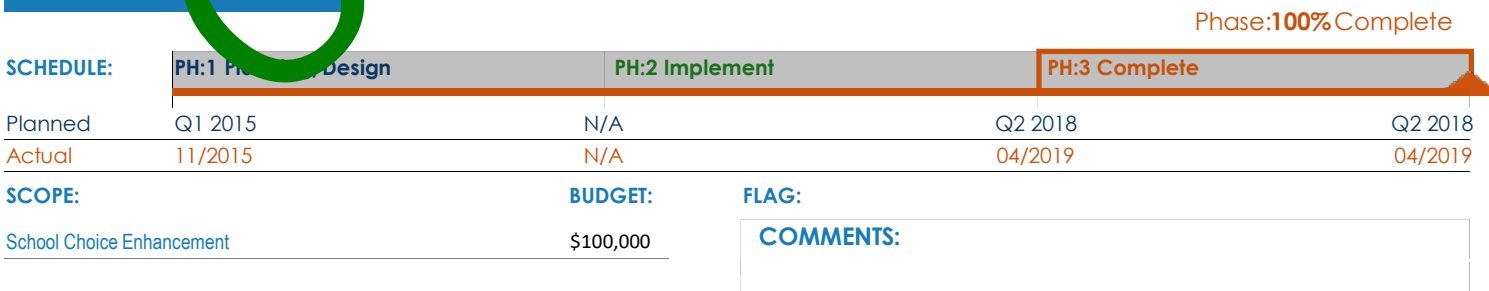 Phase:100%Complete
SCHEDULE: PH:1 Design PH:2 Implement PH:3 Complete
Planned Q1 2015 N/A Q2 2018 Q2 2018
Actual 11/2015 N/A 04/2019 04/2019
SCOPE: BUDGET: FLAG:
School Choice Enhancement $100,000 COMMENTS: